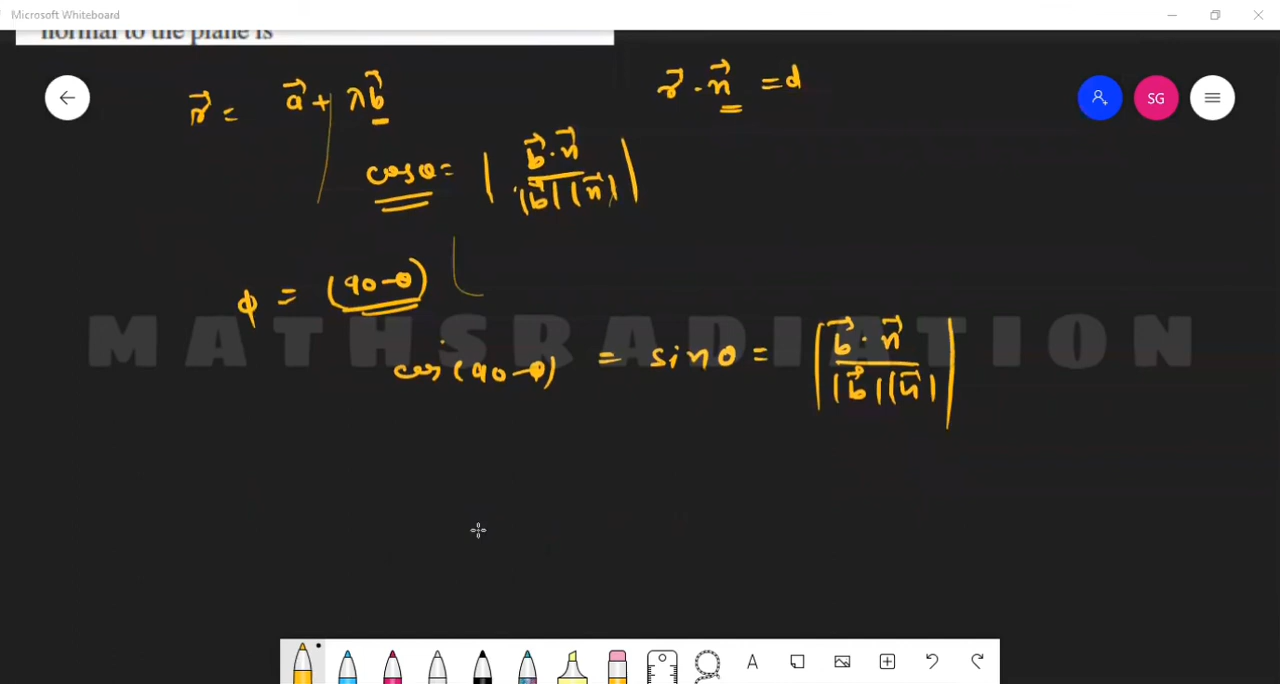 Microsoft Whiteboard
normal to the plane is
r⃗ = a⃗ + λb⃗
r⃗ · n⃗ = d
SG
cosθ = | b⃗ · n⃗ / |b⃗| |n⃗| |
φ = (90-θ)
MATHSRADIATION
cos(90-θ) = sinθ = | b⃗ · n⃗ / |b⃗| |n⃗| |
A